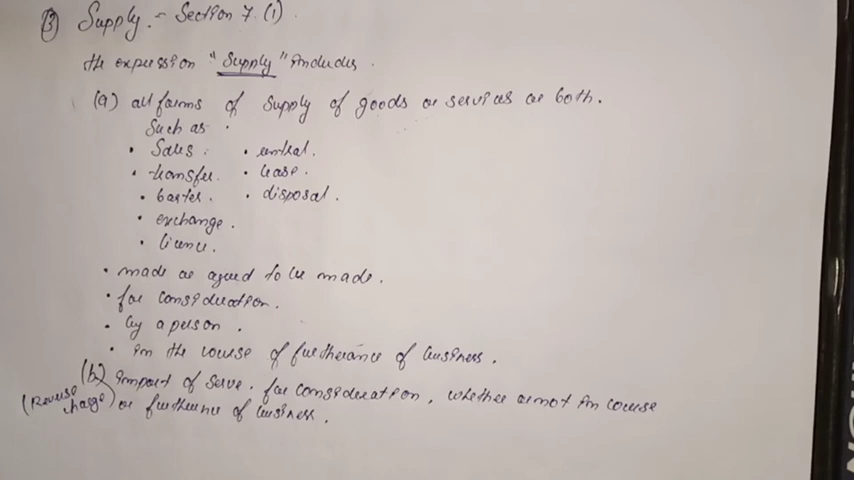 B) Supply :- Section 7.(1).
the expression "Supply" includes.
(a) all forms of supply of goods or services or both.
such as.
• Sales. • rental.
• transfer. • lease.
• barter. • disposal.
• exchange.
• licence.
• made or agreed to be made.
• for consideration.
• by a person.
• in the course of furtherance of business.
(b) import of serve. for consideration, whether or not in course
(reverse charge) or furthernce of business.